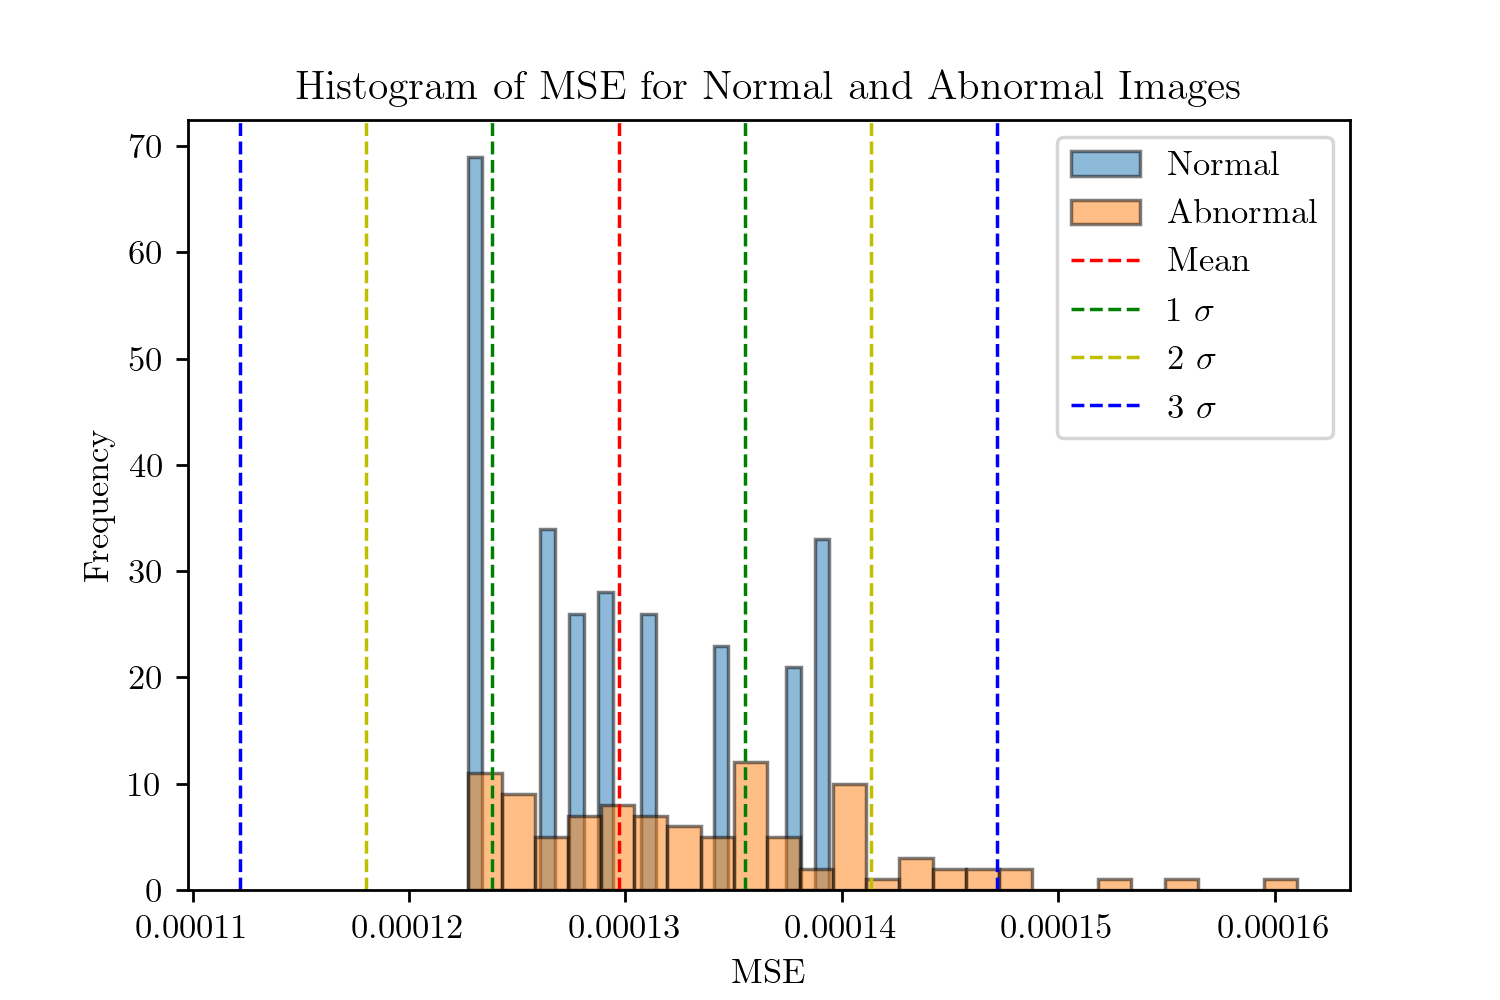 Histogram of MSE for Normal and Abnormal Images
70
60
50
40
30
20
10
0
Frequency
0.00011
0.00012
0.00013
0.00014
0.00015
0.00016
MSE
Normal
Abnormal
Mean
1 σ
2 σ
3 σ